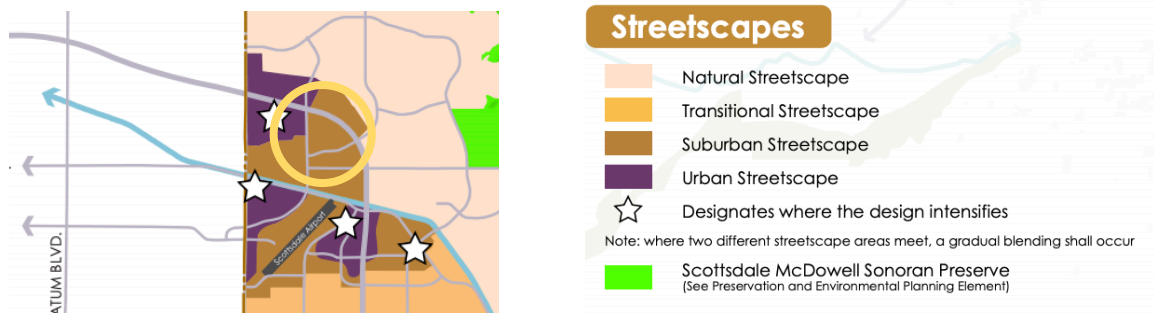 ATUM BLVD.
Scottsdale Airport
Streetscapes
Natural Streetscape
Transitional Streetscape
Suburban Streetscape
Urban Streetscape
Designates where the design intensifies
Note: where two different streetscape areas meet, a gradual blending shall occur
Scottsdale McDowell Sonoran Preserve
(See Preservation and Environmental Planning Element)